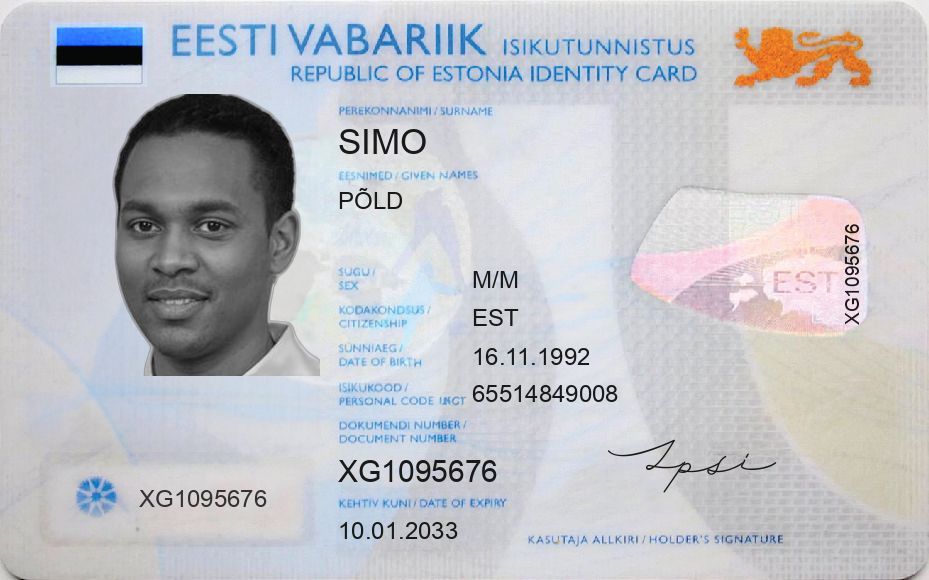 EESTI VABARIIK ISIKUTUNNISTUS
REPUBLIC OF ESTONIA IDENTITY CARD
PEREKONNANIMI / SURNAME
SIMO
EESNIMED / GIVEN NAMES
PÕLD
SUGU /
SEX
M/M
KODAKONDSUS /
CITIZENSHIP
EST
SÜNNIAEG /
DATE OF BIRTH
16.11.1992
ISIKUKOOD /
PERSONAL CODE
65514849008
DOKUMENDI NUMBER /
DOCUMENT NUMBER
XG1095676
KEHTIV KUNI / DATE OF EXPIRY
10.01.2033
XG1095676
EST
XG1095676
KASUTAJA ALLKIRI / HOLDER'S SIGNATURE